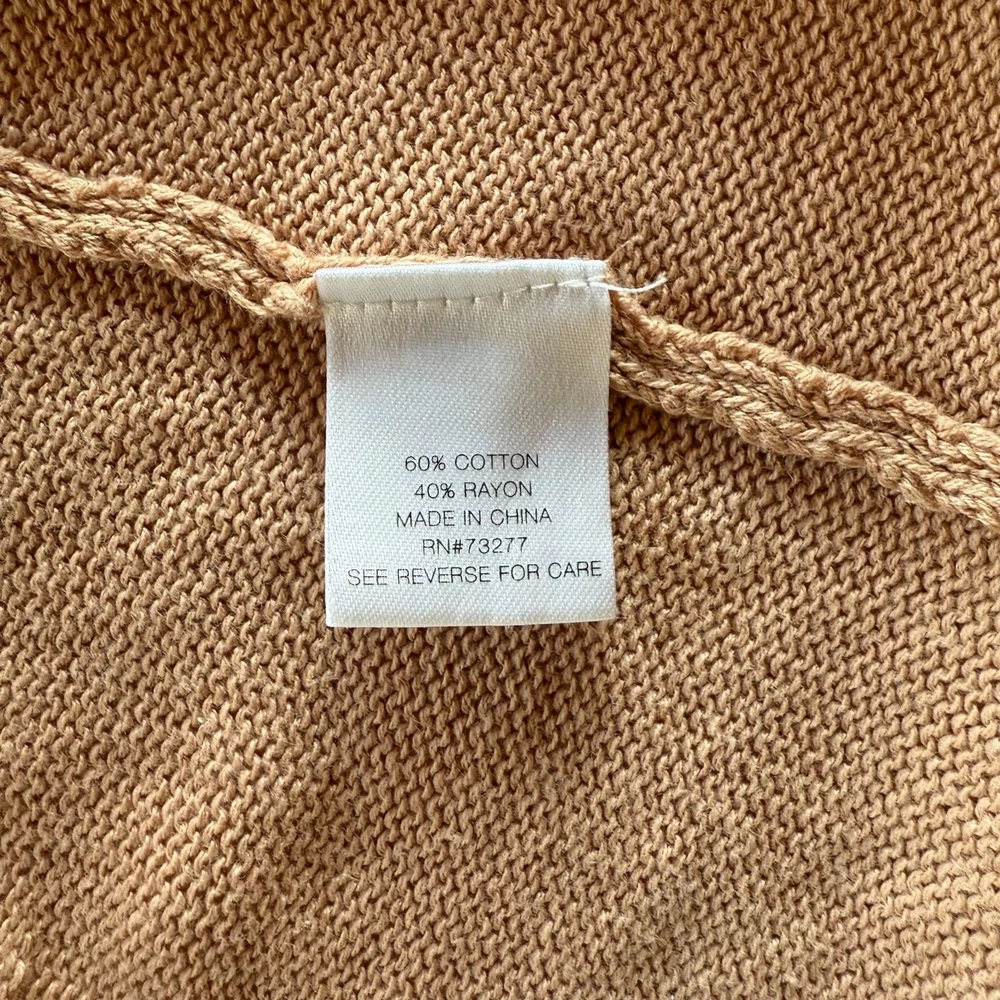 60% COTTON
40% RAYON
MADE IN CHINA
RN#73277
SEE REVERSE FOR CARE